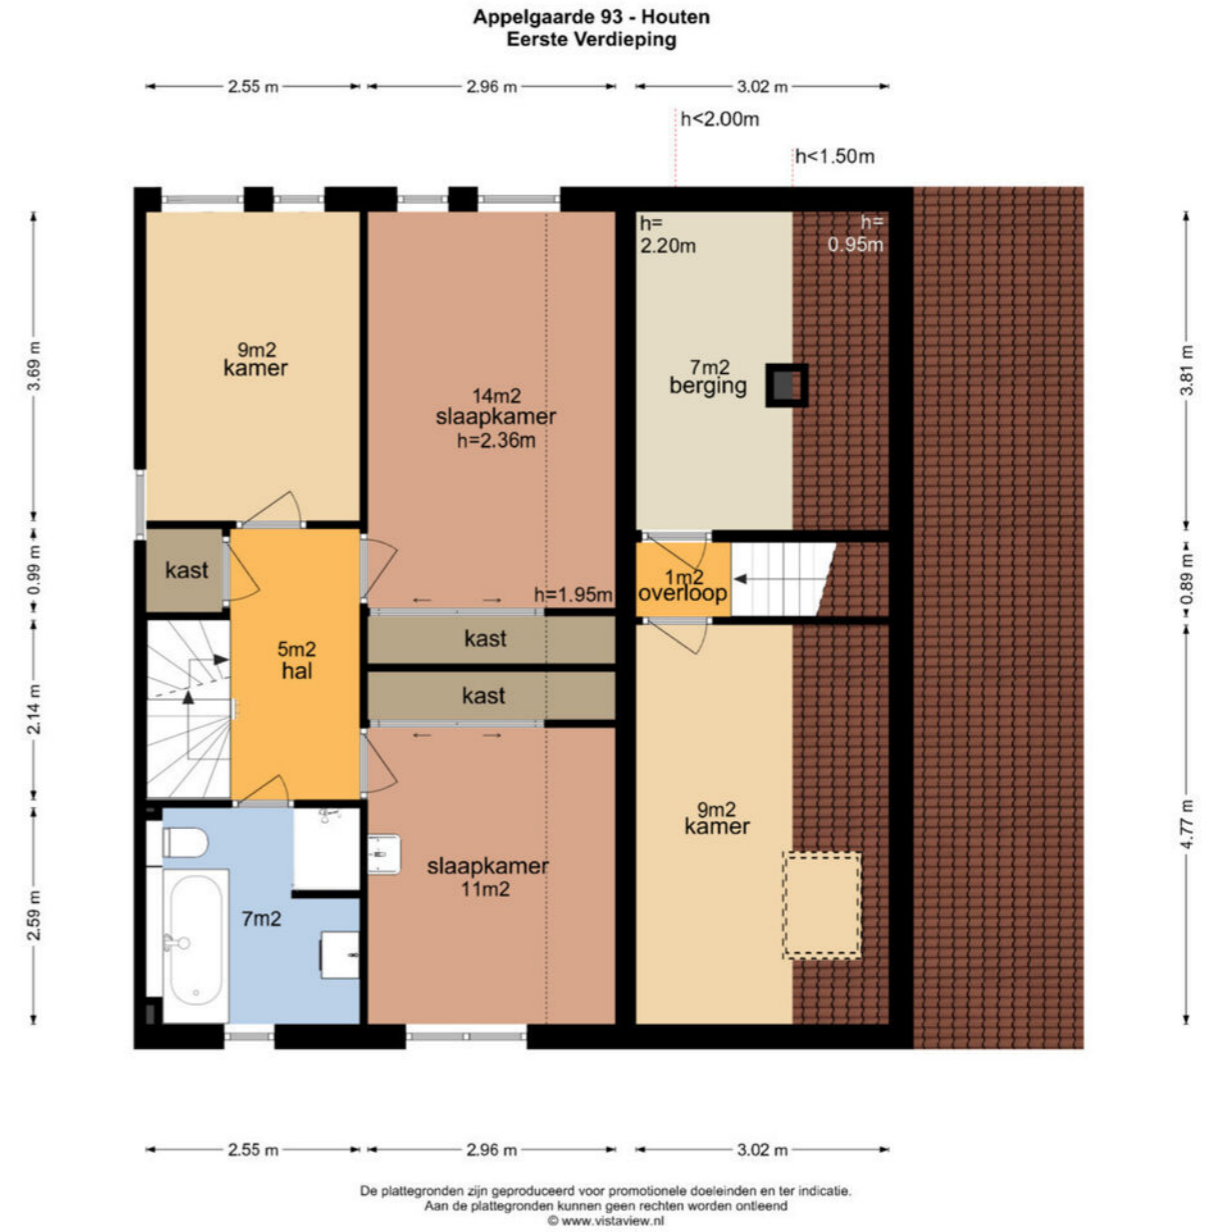 Appelgaarde 93 - Houten
Eerste Verdieping
2.55 m
2.96 m
3.02 m
h<2.00m
h<1.50m
h=
2.20m
h=
0.95m
3.69 m
0.99 m
2.14 m
2.59 m
9m2
kamer
14m2
slaapkamer
h=2.36m
7m2
berging
3.81 m
0.89 m
4.77 m
kast
h=1.95m
1m2
overloop
kast
5m2
hal
kast
9m2
kamer
slaapkamer
11m2
7m2
2.55 m
2.96 m
3.02 m
De plattegronden zijn geproduceerd voor promotionele doeleinden en ter indicatie.
Aan de plattegronden kunnen geen rechten worden ontleend
© www.vistaview.nl